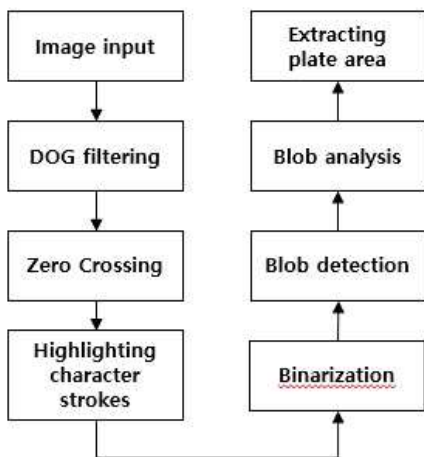 Image input
DOG filtering
Zero Crossing
Highlighting
character
strokes
Binarization
Blob detection
Blob analysis
Extracting
plate area